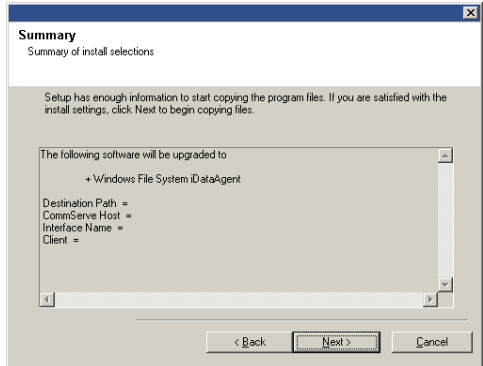 Summary
Summary of install selections
Setup has enough information to start copying the program files. If you are satisfied with the
install settings, click Next to begin copying files.
The following software will be upgraded to
+ Windows File System iDataAgent
Destination Path =
CommServe Host =
Interface Name =
Client =
< Back
Next >
Cancel